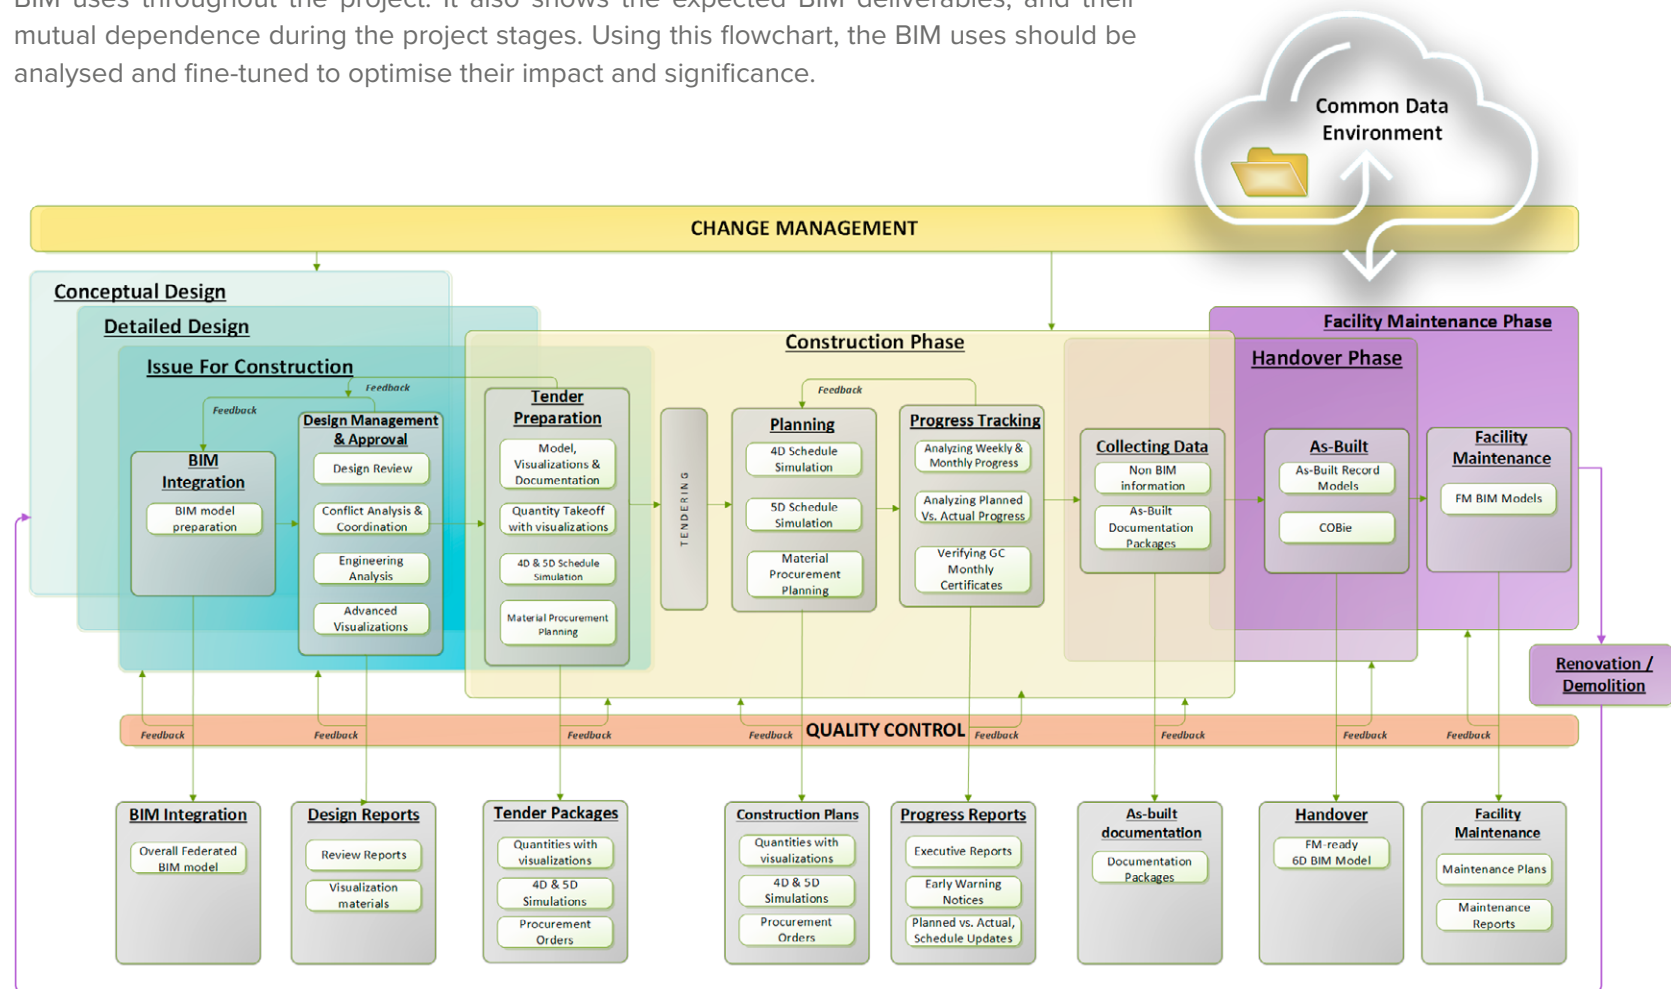 BIM uses throughout the project. It also shows the expected BIM deliverables, and their
mutual dependence during the project stages. Using this flowchart, the BIM uses should be
analysed and fine-tuned to optimise their impact and significance.
Common Data
Environment
CHANGE MANAGEMENT
Conceptual Design
Detailed Design
Issue For Construction
Construction Phase
Facility Maintenance Phase
Handover Phase
Feedback
Feedback
Feedback
BIM
Integration
BIM model
preparation
Design Management
& Approval
Design Review
Conflict Analysis &
Coordination
Engineering
Analysis
Advanced
Visualizations
Tender
Preparation
Model,
Visualizations &
Documentation
Quantity Takeoff
with visualizations
4D & 5D Schedule
Simulation
Material Procurement
Planning
TENDERING
Planning
4D Schedule
Simulation
5D Schedule
Simulation
Material
Procurement
Planning
Progress Tracking
Analyzing Weekly &
Monthly Progress
Analyzing Planned
Vs. Actual Progress
Verifying GC
Monthly
Certificates
Collecting Data
Non BIM
information
As-Built
Documentation
Packages
As-Built
As-Built Record
Models
COBie
Facility
Maintenance
FM BIM Models
Renovation /
Demolition
QUALITY CONTROL
Feedback
Feedback
Feedback
Feedback
Feedback
Feedback
Feedback
Feedback
BIM Integration
Overall Federated
BIM model
Design Reports
Review Reports
Visualization
materials
Tender Packages
Quantities with
visualizations
4D & 5D
Simulations
Procurement
Orders
Construction Plans
Quantities with
visualizations
4D & 5D
Simulations
Procurement
Orders
Progress Reports
Executive Reports
Early Warning
Notices
Planned vs. Actual,
Schedule Updates
As-built
documentation
Documentation
Packages
Handover
FM-ready
6D BIM Model
Facility
Maintenance
Maintenance Plans
Maintenance
Reports